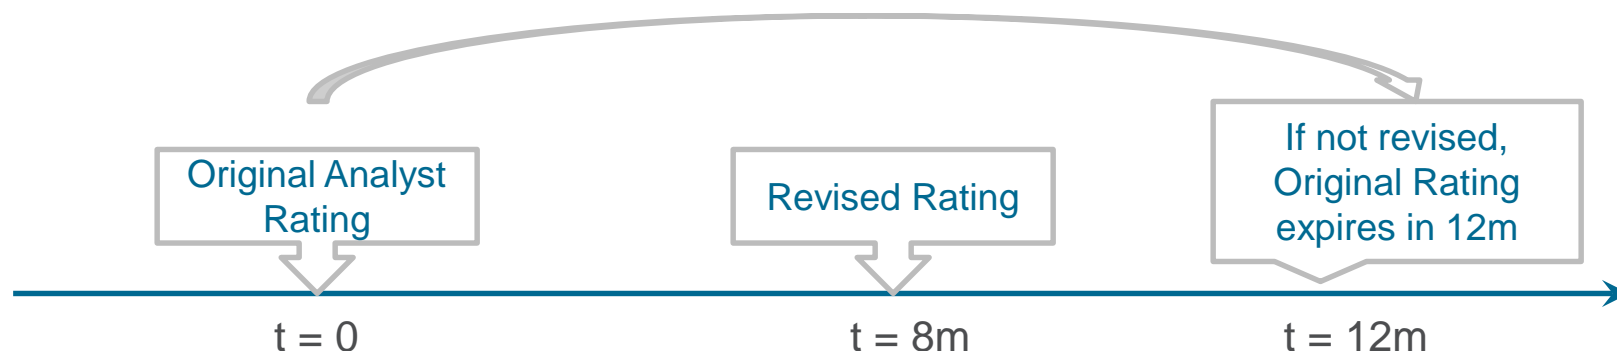 Original Analyst
Rating
Revised Rating
If not revised,
Original Rating
expires in 12m
t = 0
t = 8m
t = 12m